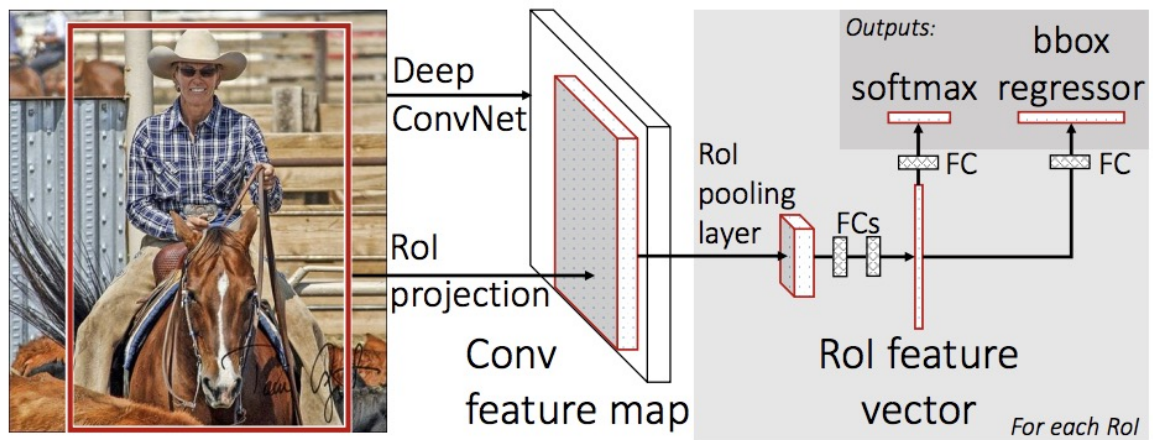 Deep
ConvNet
RoI
projection
Conv
feature map
RoI
pooling
layer
FCs
RoI feature
vector
For each RoI
Outputs:
softmax
bbox
regressor
FC
FC